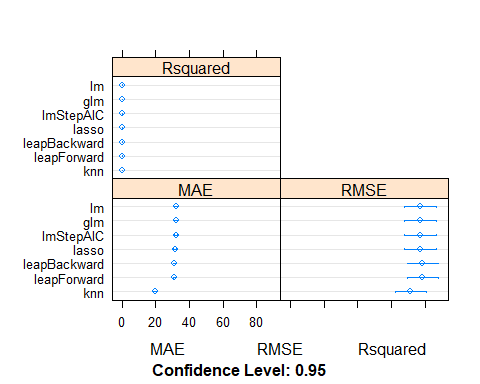 Rsquared
lm
glm
lmStepAIC
lasso
leapBackward
leapForward
knn
MAE RMSE
lm
glm
lmStepAIC
lasso
leapBackward
leapForward
knn
0 20 40 60 80
MAE RMSE Rsquared
Confidence Level: 0.95